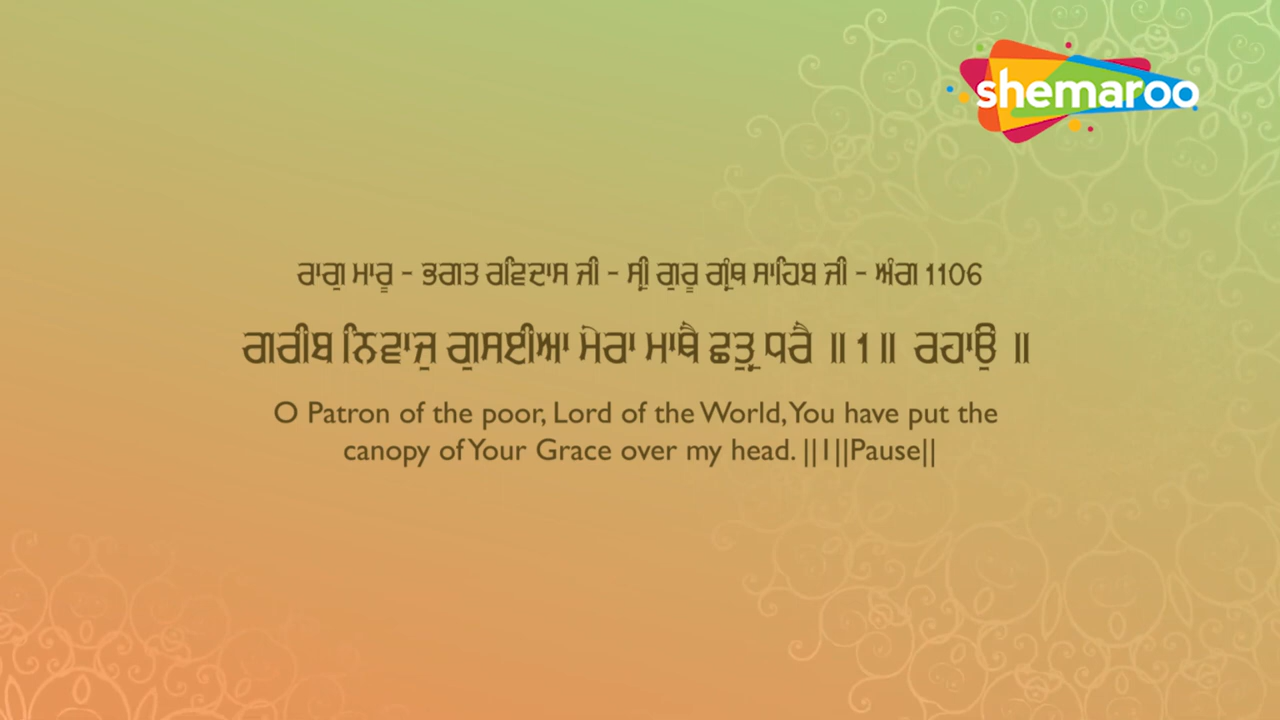 shemaroo
ਰਾਗੁ ਮਾਰੂ - ਭਗਤ ਰਵਿਦਾਸ ਜੀ - ਸ੍ਰੀ ਗੁਰੂ ਗ੍ਰੰਥ ਸਾਹਿਬ ਜੀ - ਅੰਗ 1106
ਗਰੀਬ ਨਿਵਾਜੁ ਗੁਸਈਆ ਮੇਰਾ ਮਾਥੈ ਛਤ੍ਰੁ ਧਰੈ ॥ 1 ॥ ਰਹਾਉ ॥
O Patron of the poor, Lord of the World, You have put the
canopy of Your Grace over my head. ||1||Pause||